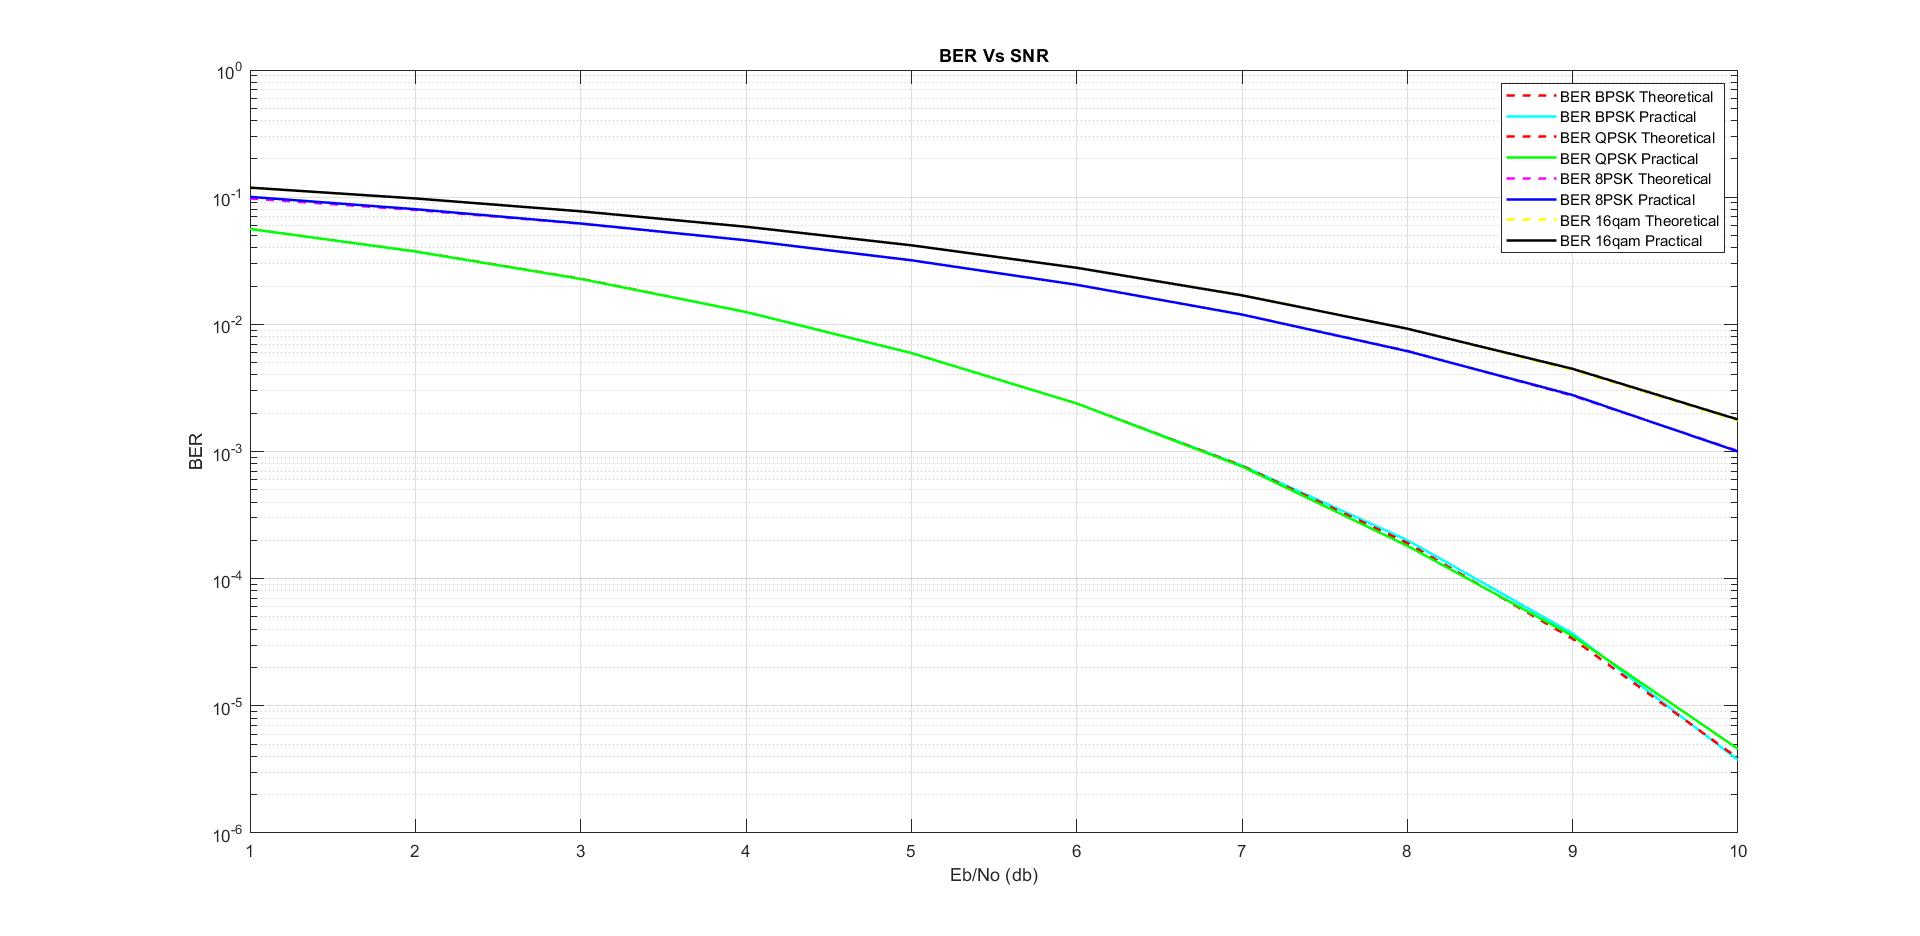 BER Vs SNR
10^0
10^-1
10^-2
10^-3
10^-4
10^-5
10^-6
BER
BER BPSK Theoretical
BER BPSK Practical
BER QPSK Theoretical
BER QPSK Practical
BER 8PSK Theoretical
BER 8PSK Practical
BER 16qam Theoretical
BER 16qam Practical
1 2 3 4 5 6 7 8 9 10
Eb/No (db)